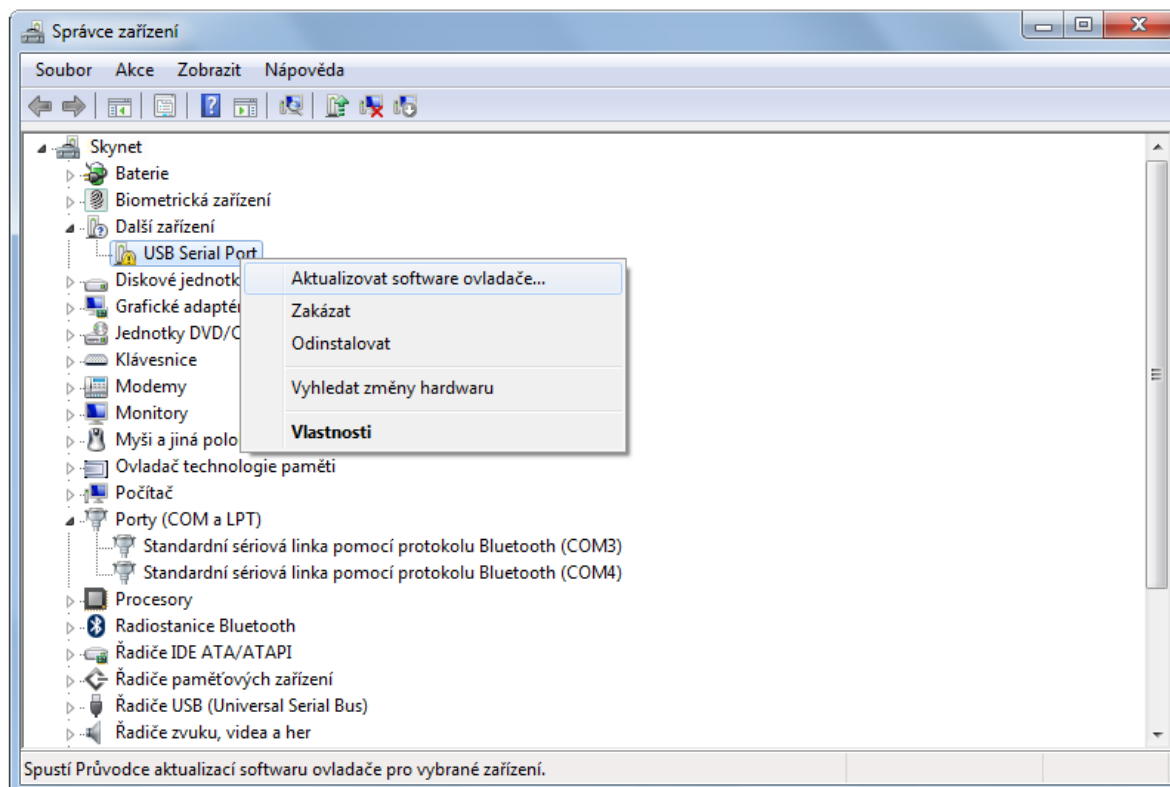 Správce zařízení
Soubor Akce Zobrazit Nápověda
Skynet
Baterie
Biometrická zařízení
Další zařízení
USB Serial Port
Diskové jednotk
Grafické adapté
Jednotky DVD/C
Klávesnice
Modemy
Monitory
Myši a jiná polo
Ovladač technologie paměti
Počítač
Porty (COM a LPT)
Standardní sériová linka pomocí protokolu Bluetooth (COM3)
Standardní sériová linka pomocí protokolu Bluetooth (COM4)
Procesory
Radiostanice Bluetooth
Řadiče IDE ATA/ATAPI
Řadiče paměťových zařízení
Řadiče USB (Universal Serial Bus)
Řadiče zvuku, videa a her
Aktualizovat software ovladače...
Zakázat
Odinstalovat
Vyhledat změny hardwaru
Vlastnosti
Spustí Průvodce aktualizací softwaru ovladače pro vybrané zařízení.